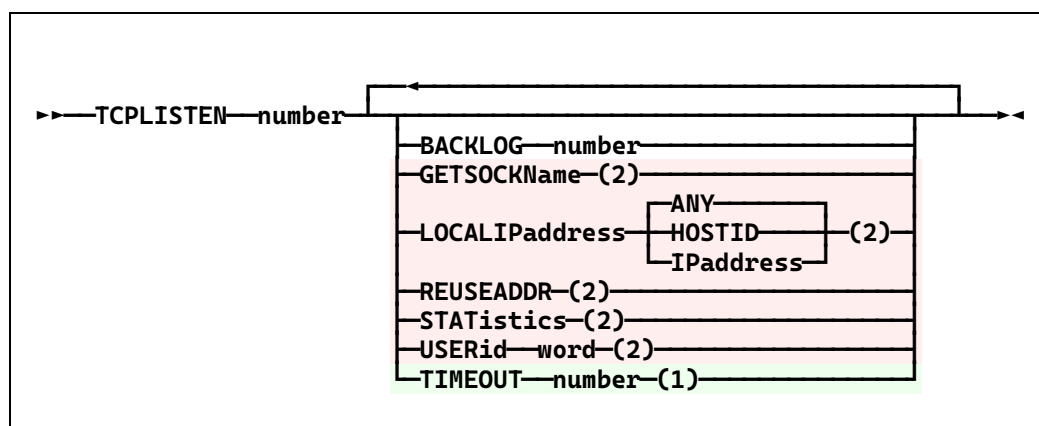 ►►──TCPLISTEN──number
BACKLOG──number
GETSOCKName─(2)
ANY
LOCALIPaddress──HOSTID──(2)
IPaddress
REUSEADDR─(2)
STATistics─(2)
USERid──word─(2)
TIMEOUT──number─(1)